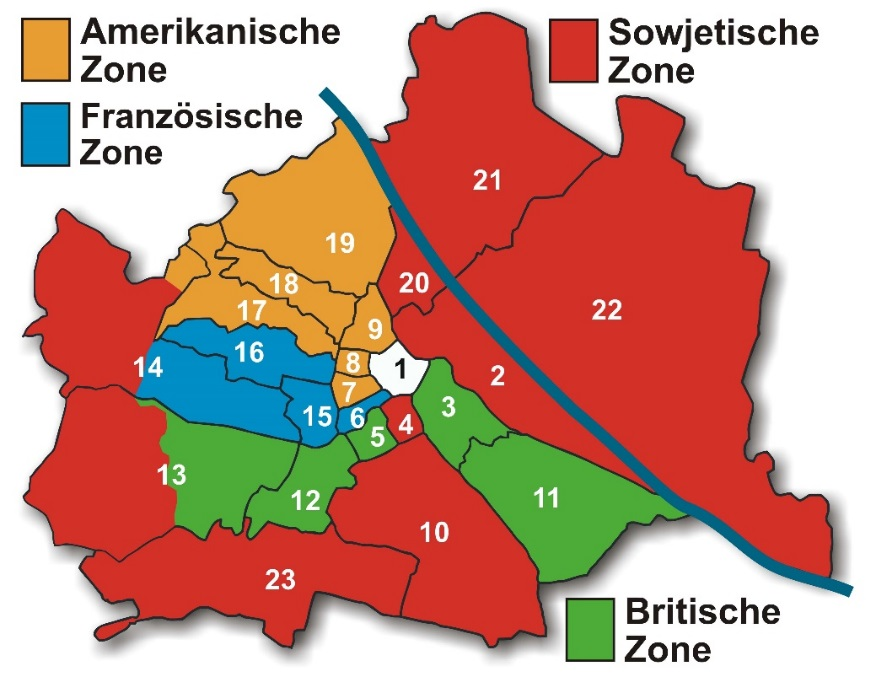 Amerikanische
Zone
Französische
Zone
Sowjetische
Zone
21
19
20
18
22
17
9
16
8
1
14
7
2
3
15
6
4
5
13
12
11
10
23
Britische
Zone